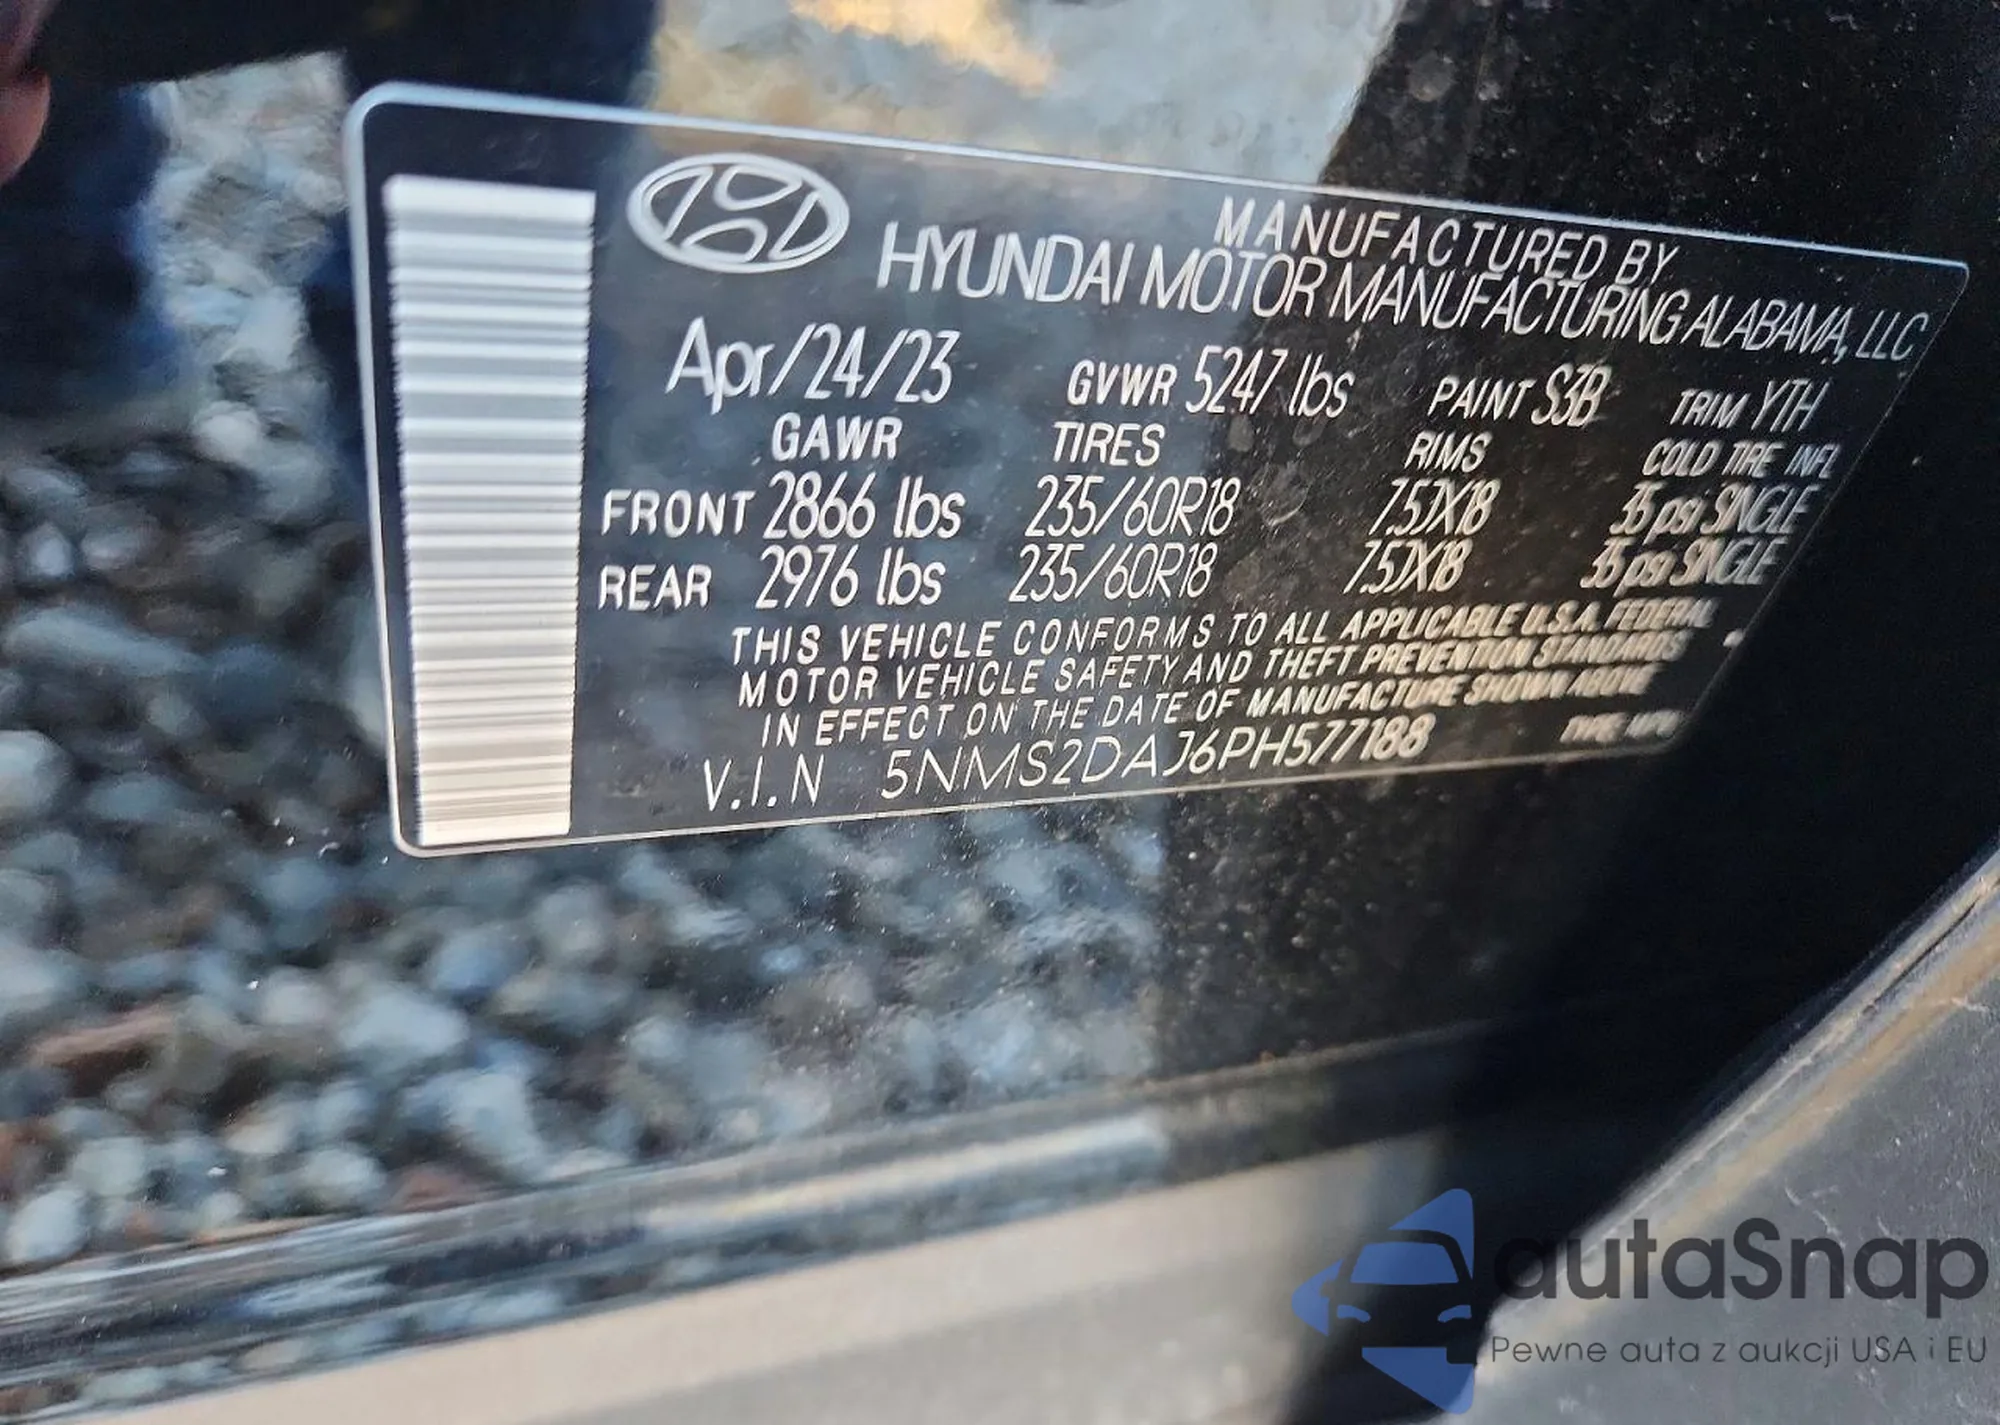 MANUFACTURED BY
HYUNDAI MOTOR MANUFACTURING ALABAMA, LLC
Apr/24/23 GVWR 5247 lbs PAINT S3B TRIM YTH
GAWR TIRES RIMS COLD TIRE INFL
FRONT 2866 lbs 235/60R18 7.5JX18 35 psi SINGLE
REAR 2976 lbs 235/60R18 7.5JX18 35 psi SINGLE
THIS VEHICLE CONFORMS TO ALL APPLICABLE U.S.A. FEDERAL
MOTOR VEHICLE SAFETY AND THEFT PREVENTION STANDARDS
IN EFFECT ON THE DATE OF MANUFACTURE SHOWN ABOVE
V.I.N 5NMS2DAJ6PH577188 TYPE: MPV
autaSnap
Pewne auta z aukcji USA i EU